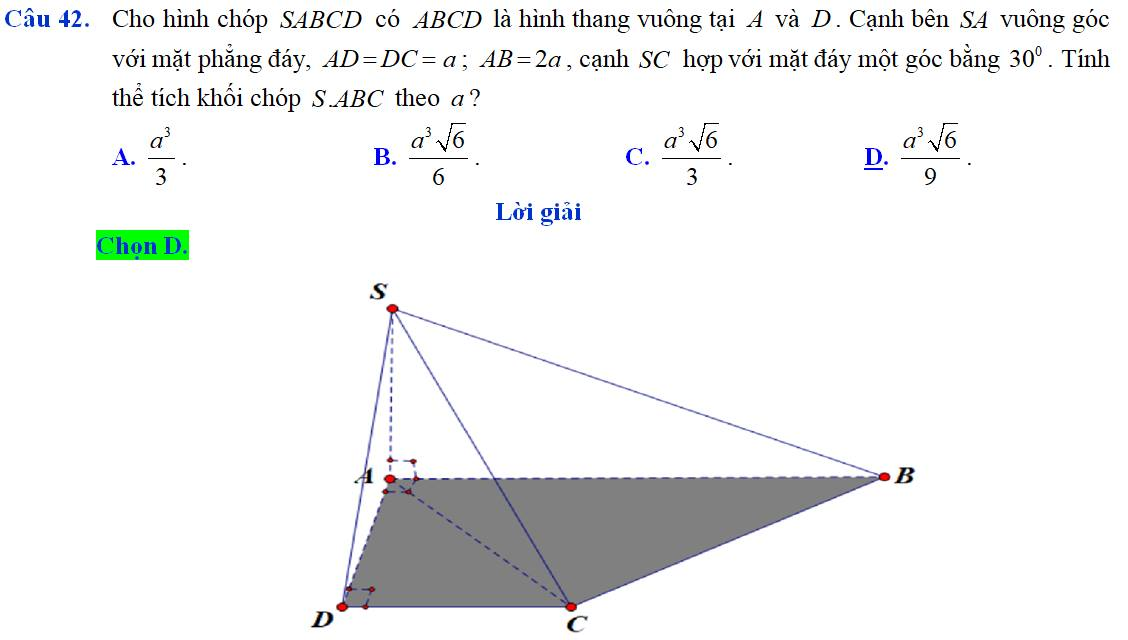 Câu 42. Cho hình chóp SABCD có ABCD là hình thang vuông tại A và D. Cạnh bên SA vuông góc
với mặt phẳng đáy, AD = DC = a; AB = 2a, cạnh SC hợp với mặt đáy một góc bằng 30⁰. Tính
thể tích khối chóp S.ABC theo a?
A. a³/3. B. a³√6/6. C. a³√6/3. D. a³√6/9.
Lời giải
Chọn D.
S
A
B
D
C